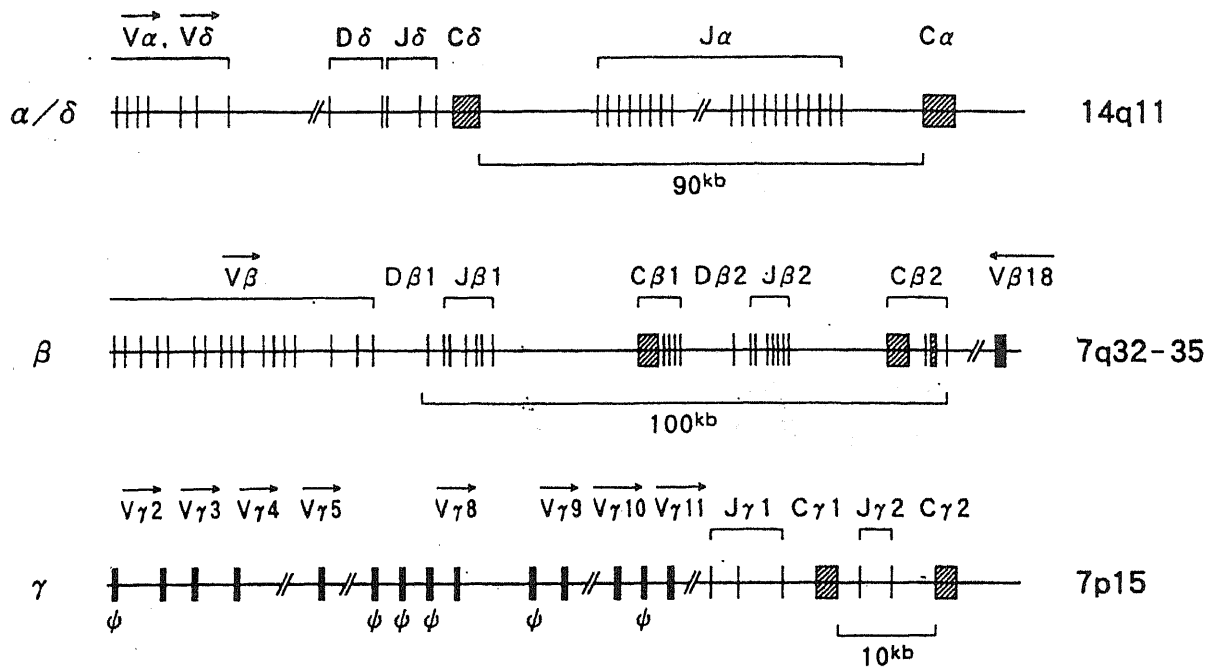 Vα, Vδ Dδ Jδ Cδ Jα Cα
α/δ 14q11
90kb
Vβ Dβ1 Jβ1 Cβ1 Dβ2 Jβ2 Cβ2 Vβ18
β 7q32-35
100kb
Vγ2 Vγ3 Vγ4 Vγ5 Vγ8 Vγ9 Vγ10 Vγ11 Jγ1 Cγ1 Jγ2 Cγ2
γ 7p15
ψ ψ ψ ψ ψ ψ
10kb